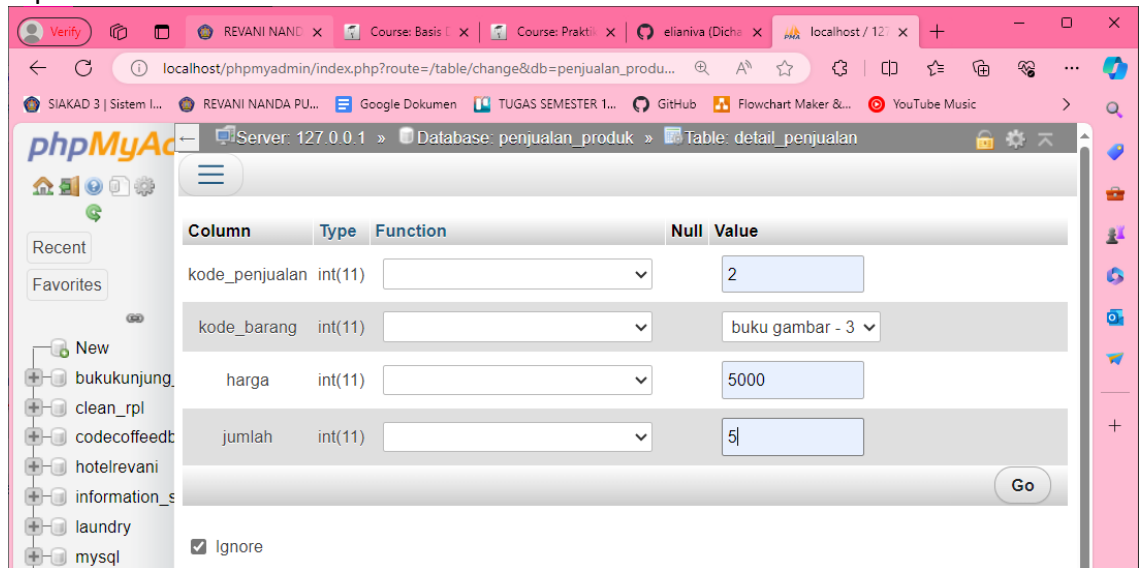 Verify
REVANI NAND
Course: Basis D
Course: Praktik
elianiva (Dicha
localhost / 127
localhost/phpmyadmin/index.php?route=/table/change&db=penjualan_produ...
SIAKAD 3 | Sistem I...
REVANI NANDA PU...
Google Dokumen
TUGAS SEMESTER 1...
GitHub
Flowchart Maker &...
YouTube Music
phpMyAd
Server: 127.0.0.1 » Database: penjualan_produk » Table: detail_penjualan
Recent
Favorites
New
bukukunjung_
clean_rpl
codecoffeedb
hotelrevani
information_s
laundry
mysql
Column Type Function Null Value
kode_penjualan int(11) 2
kode_barang int(11) buku gambar - 3
harga int(11) 5000
jumlah int(11) 5
Go
Ignore